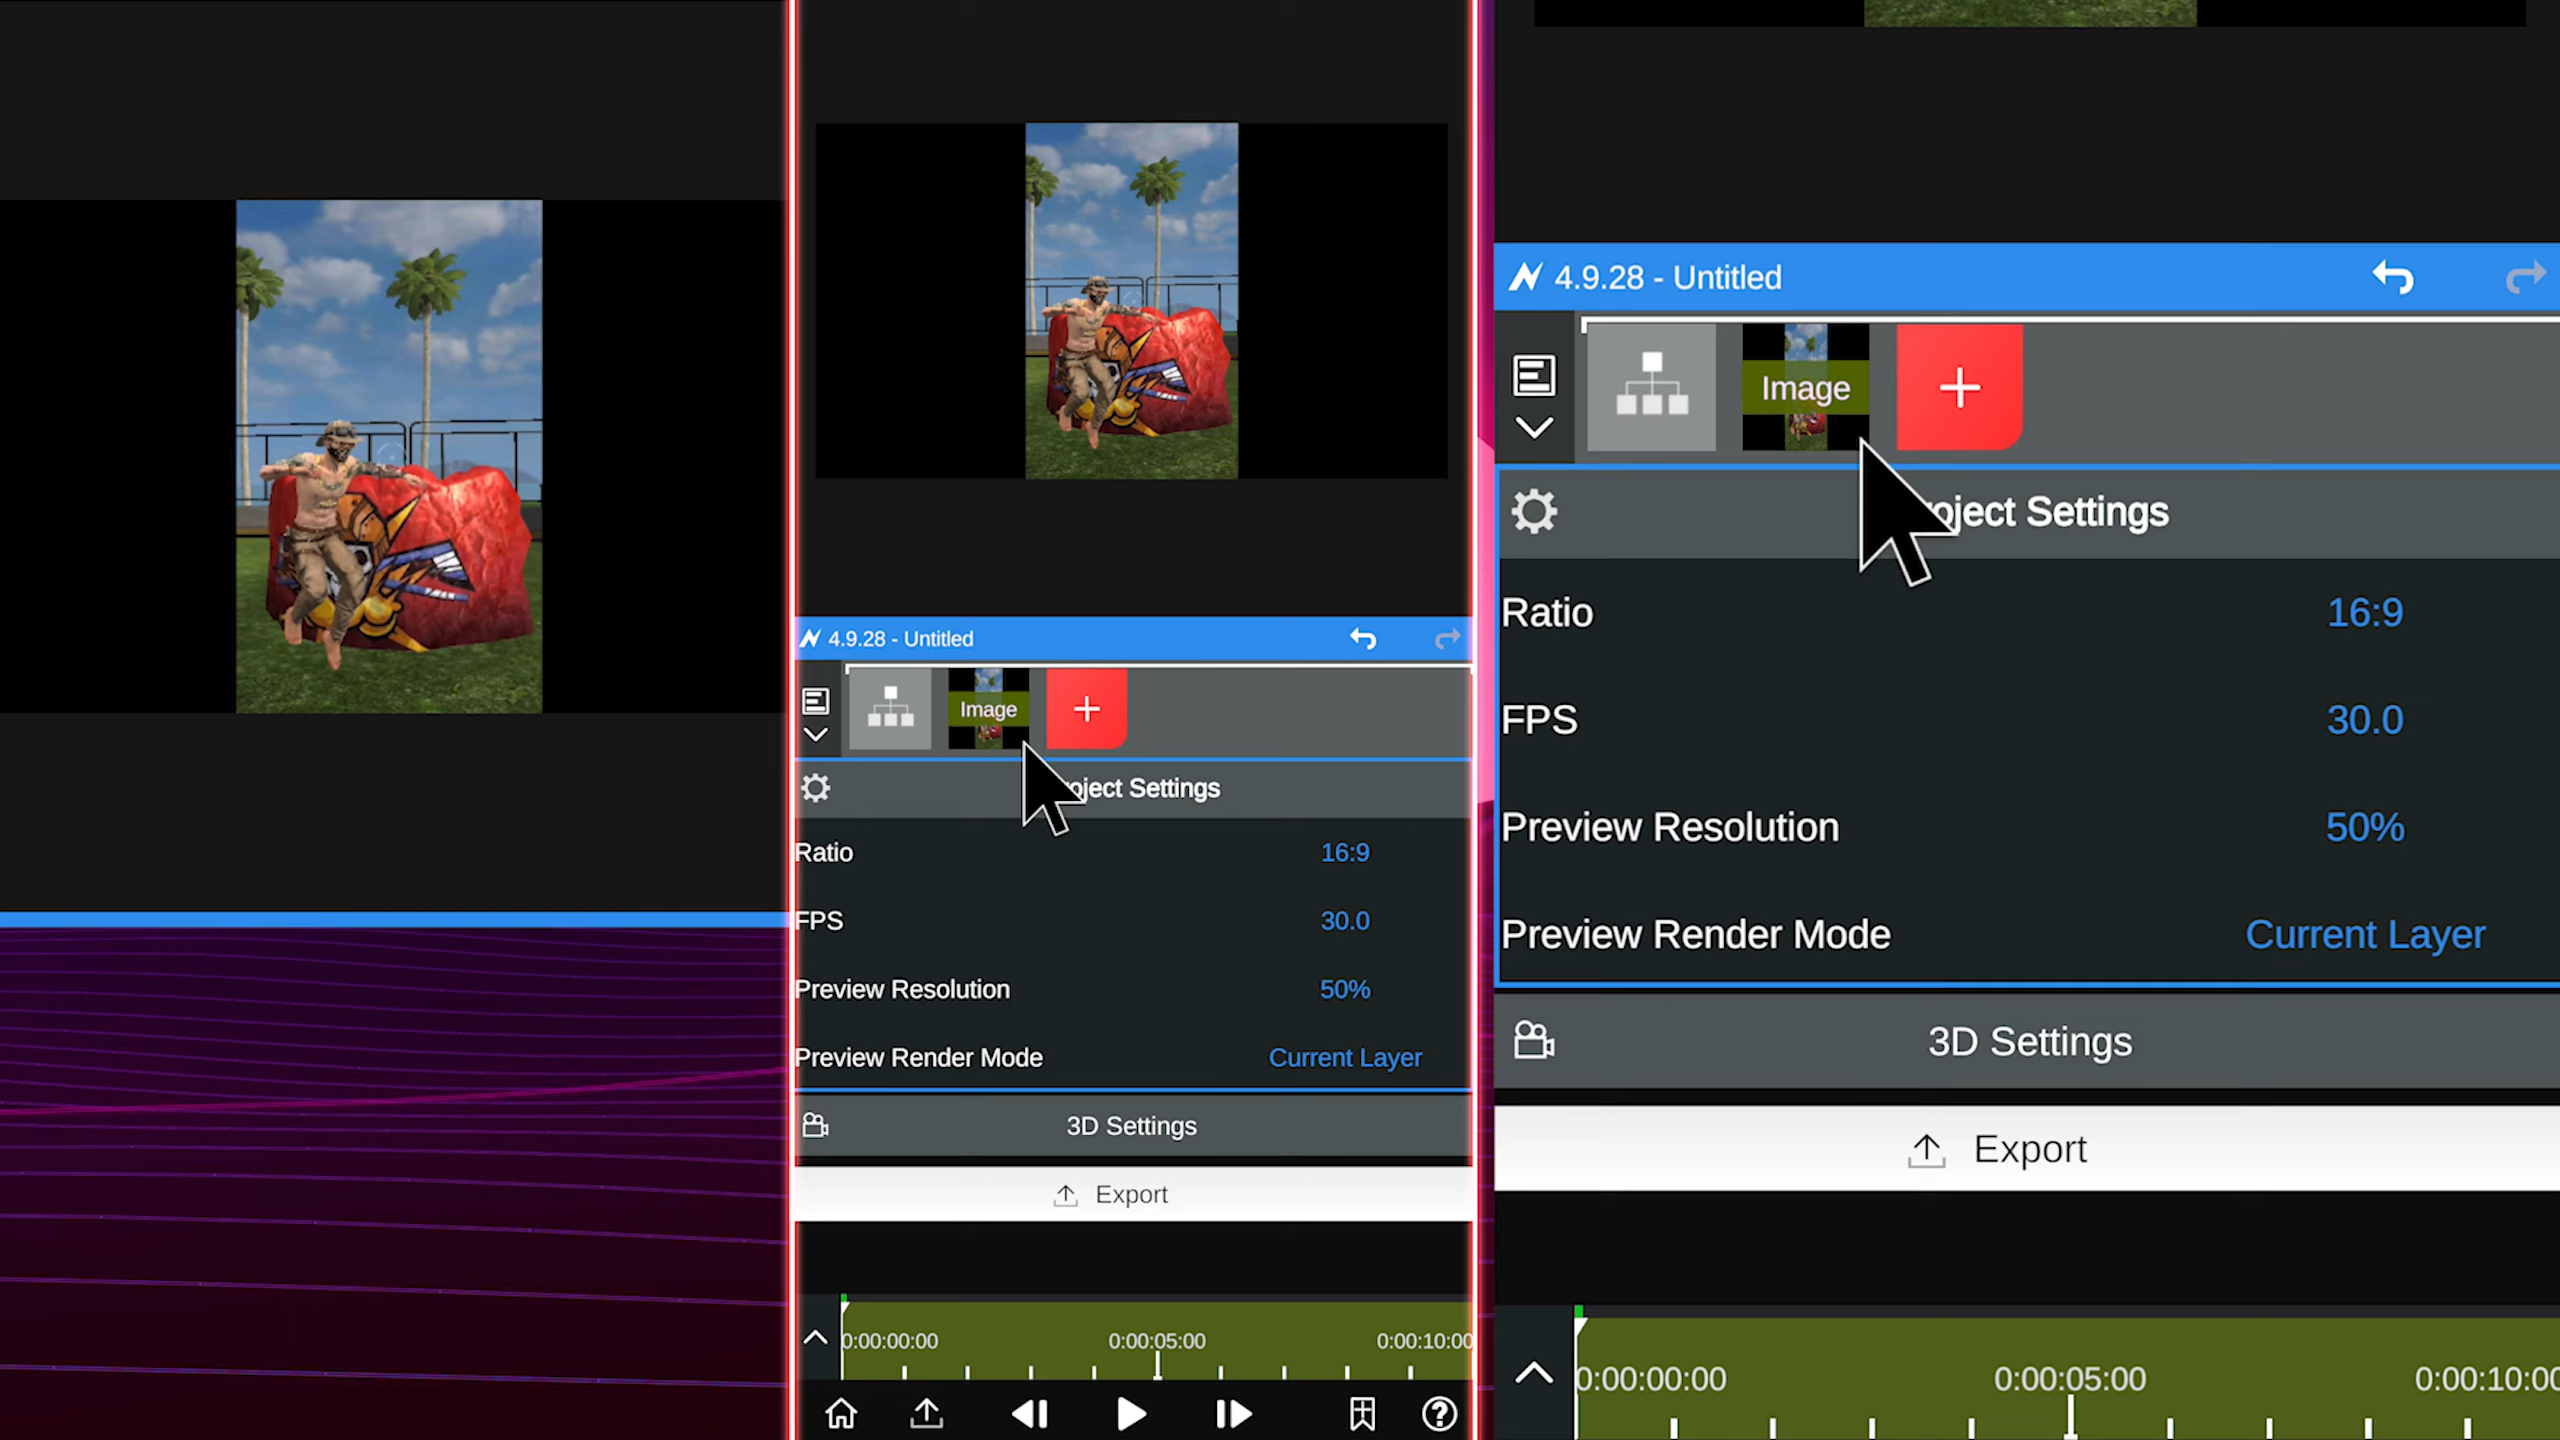 4.9.28 - Untitled
Image
oject Settings
Ratio 16:9
FPS 30.0
Preview Resolution 50%
Preview Render Mode Current Layer
3D Settings
Export
0:00:00:00 0:00:05:00 0:00:10:00
4.9.28 - Untitled
Image
oject Settings
Ratio 16:9
FPS 30.0
Preview Resolution 50%
Preview Render Mode Current Layer
3D Settings
Export
0:00:00:00 0:00:05:00 0:00:10:00